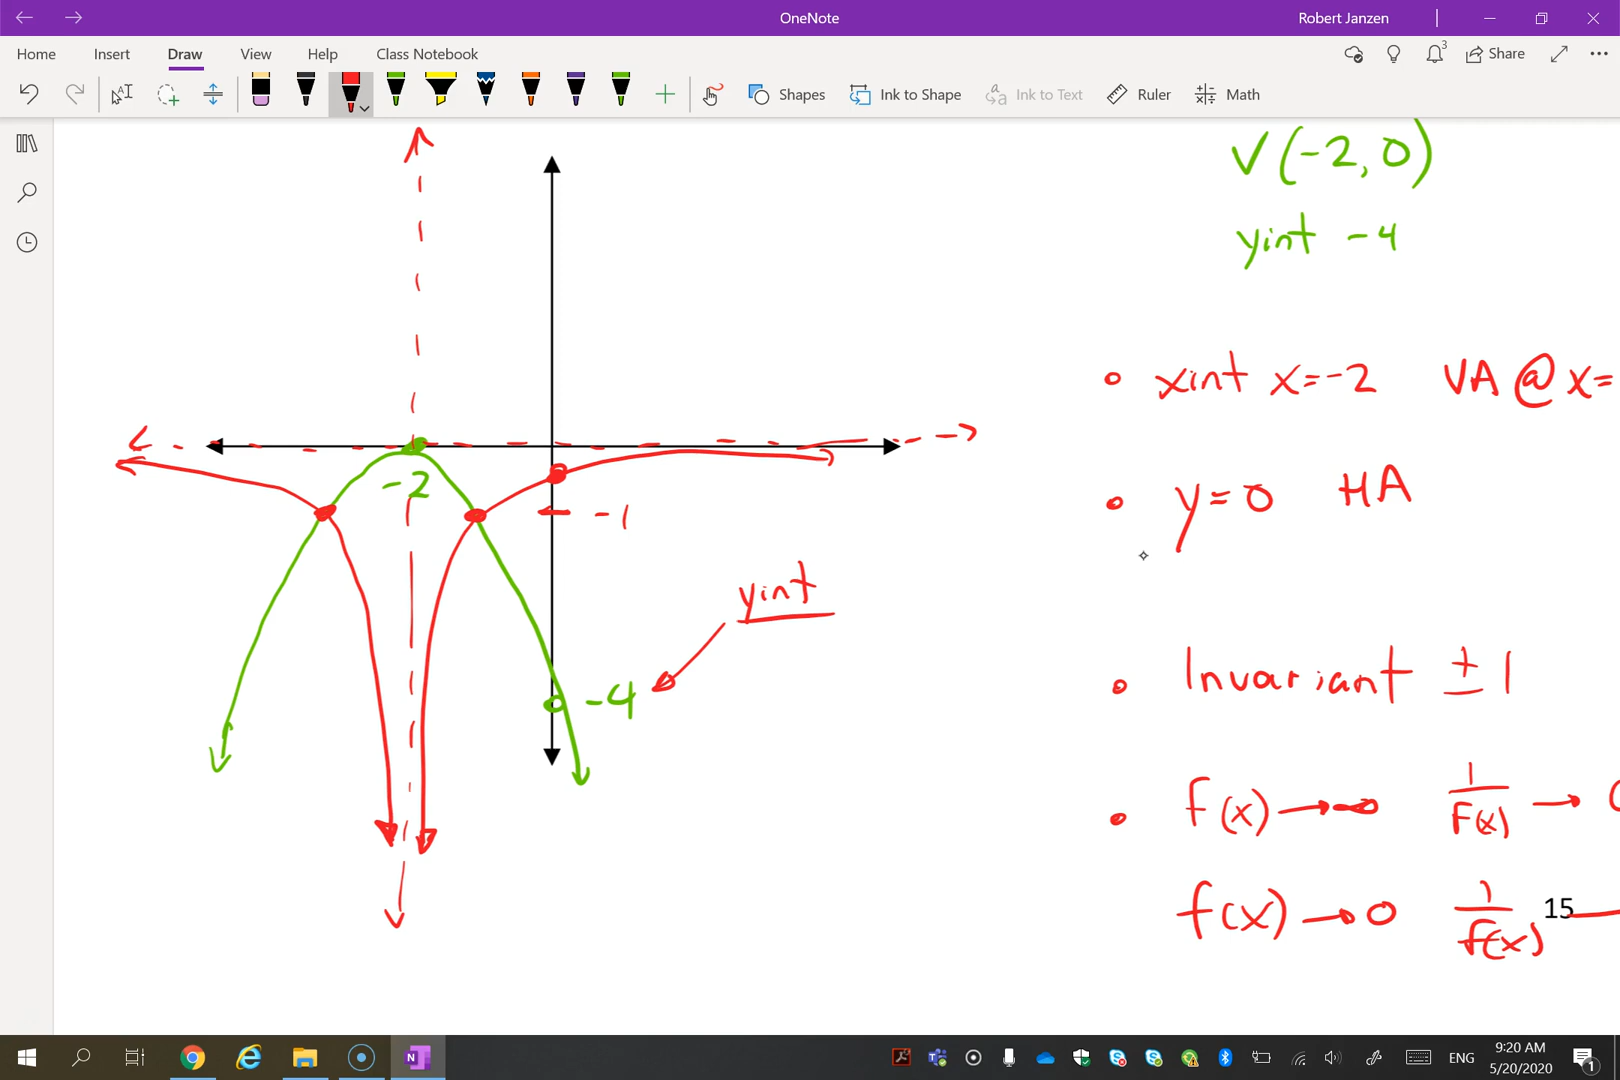 OneNote
Robert Janzen
Home Insert Draw View Help Class Notebook
3
Share
Shapes Ink to Shape Ink to Text Ruler Math
V(-2,0)
yint -4
• xint x=-2 VA @ x=
-2
• y=0 HA
-1
yint
-4
• Invariant ±1
• f(x)→∞ 1/F(x) →
f(x)→0 1/f(x)
15
ENG
9:20 AM
5/20/2020
1